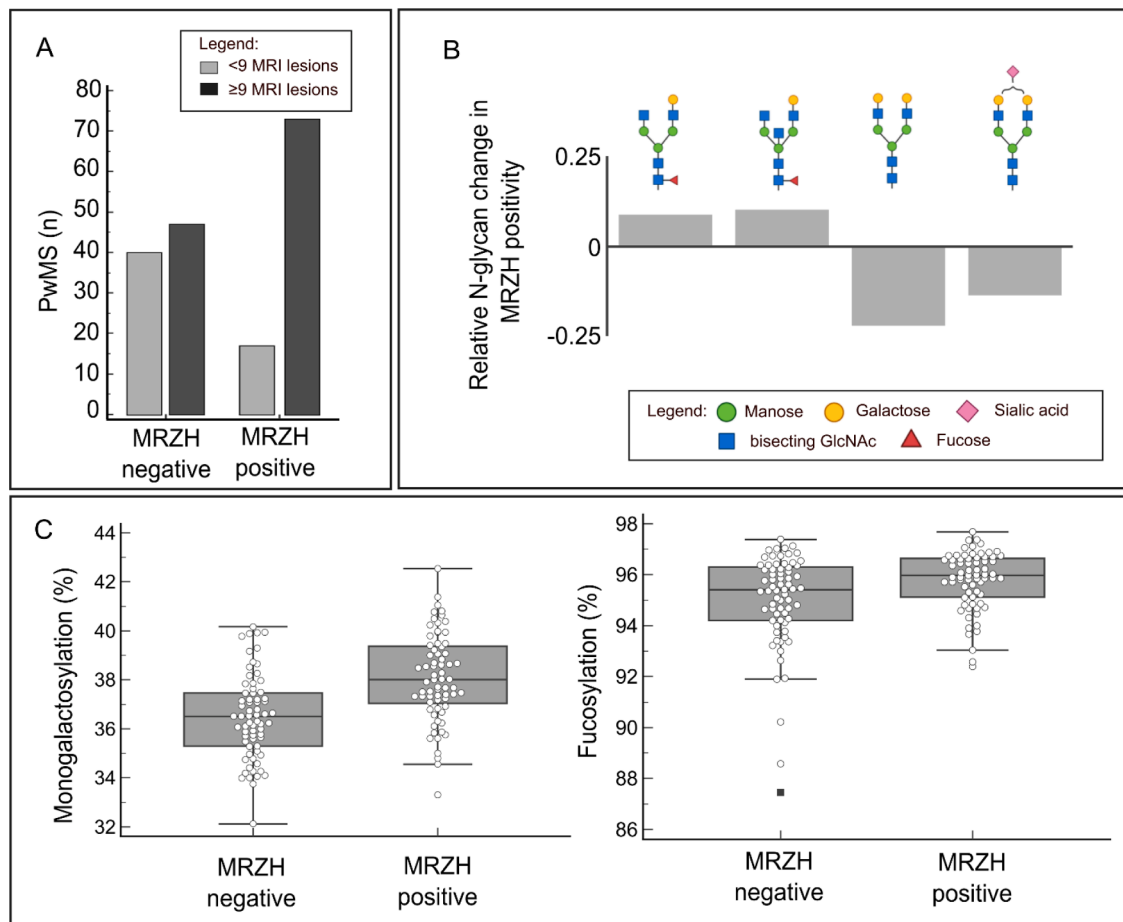 A
Legend:
<9 MRI lesions
≥9 MRI lesions
PwMS (n)
80
70
60
50
40
30
20
10
0
MRZH
negative
MRZH
positive
B
Relative N-glycan change in
MRZH positivity
0.25
0
-0.25
Legend: Manose Galactose Sialic acid
bisecting GlcNAc Fucose
C
Monogalactosylation (%)
44
42
40
38
36
34
32
MRZH
negative
MRZH
positive
Fucosylation (%)
98
96
94
92
90
88
86
MRZH
negative
MRZH
positive